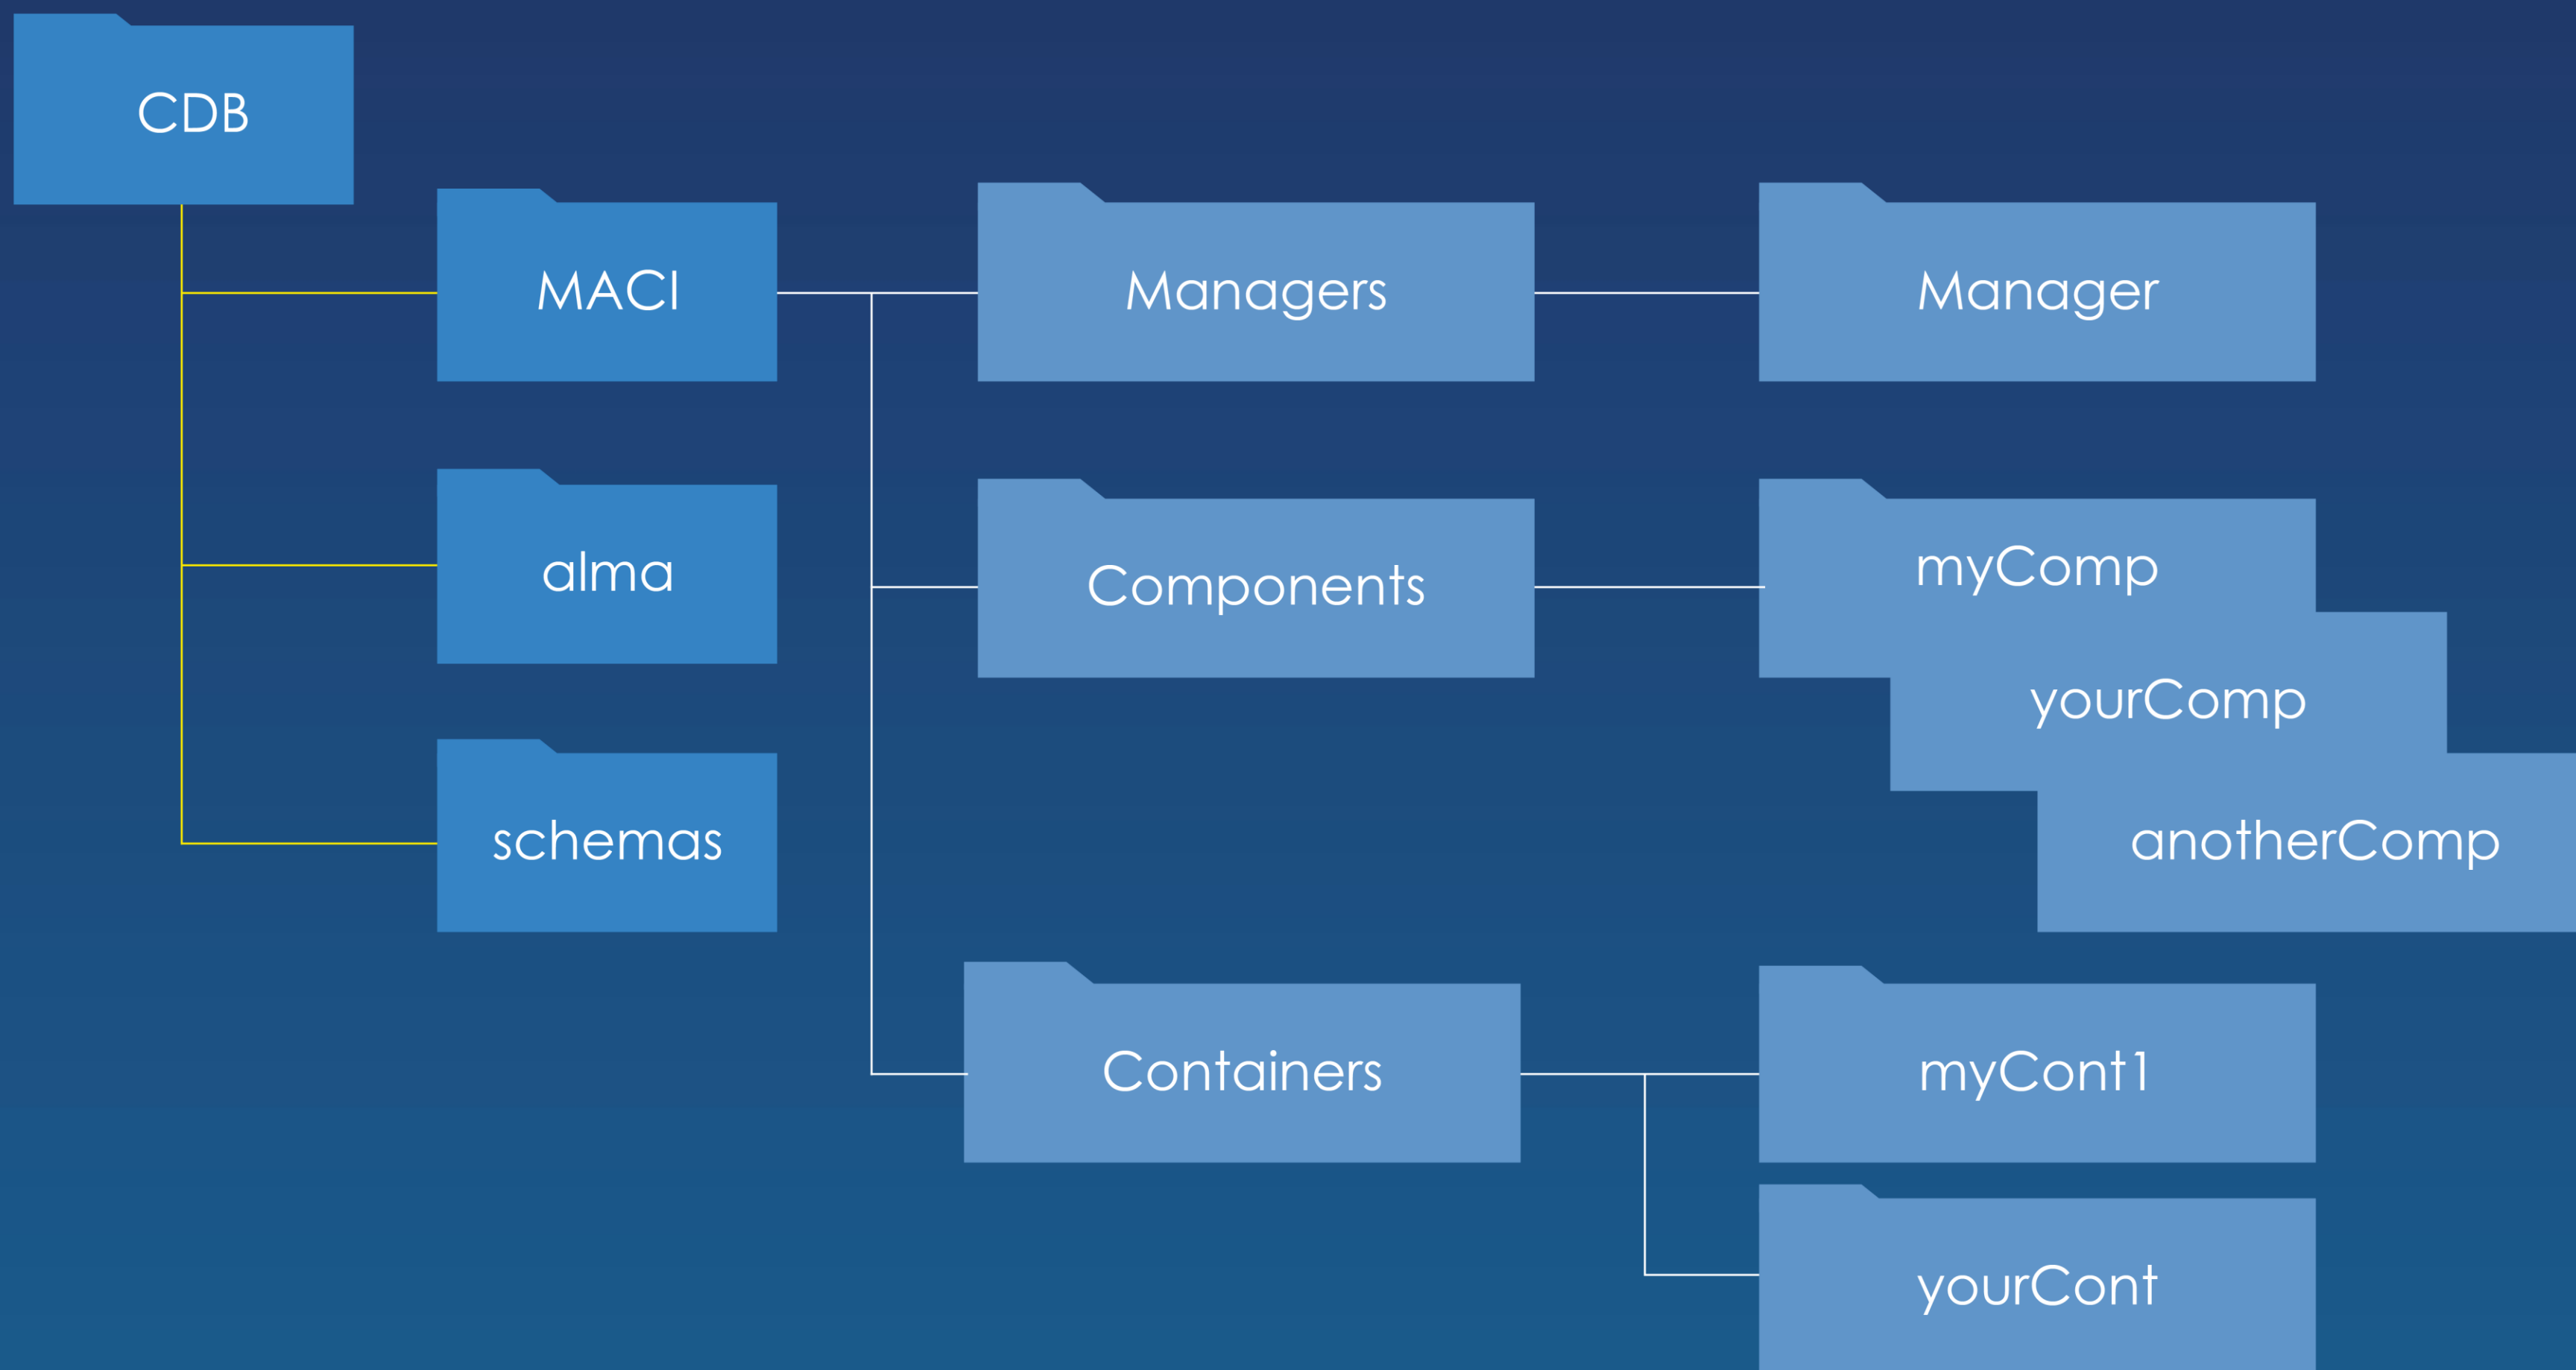 CDB
MACI
Managers
Manager
alma
Components
myComp
yourComp
schemas
anotherComp
Containers
myCont1
yourCont